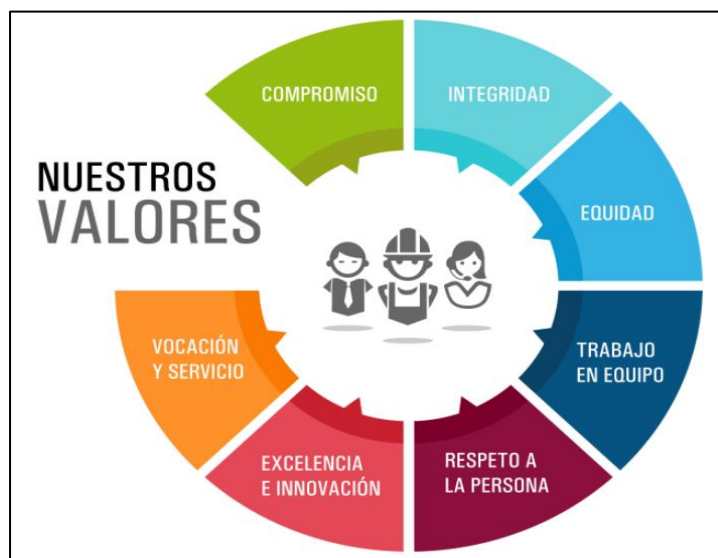 NUESTROS
VALORES
COMPROMISO
INTEGRIDAD
EQUIDAD
TRABAJO
EN EQUIPO
RESPETO A
LA PERSONA
EXCELENCIA
E INNOVACIÓN
VOCACIÓN
Y SERVICIO